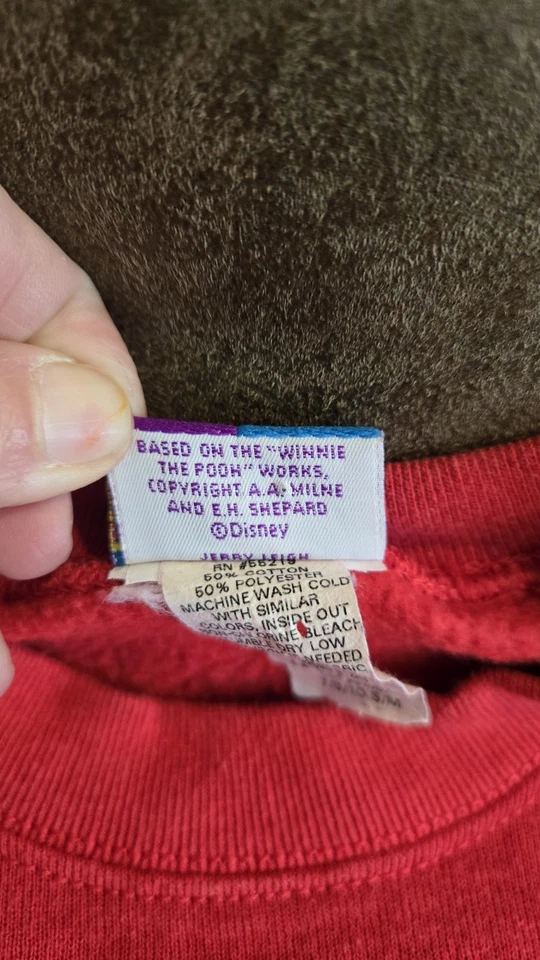 BASED ON THE "WINNIE
THE POOH" WORKS,
COPYRIGHT A.A. MILNE
AND E.H. SHEPARD
©Disney
JERRY LEIGH
50% COTTON
50% POLYESTER
MACHINE WASH COLD
WITH SIMILAR
COLORS, INSIDE OUT
BLEACH
DRY LOW
NEEDED
S/M